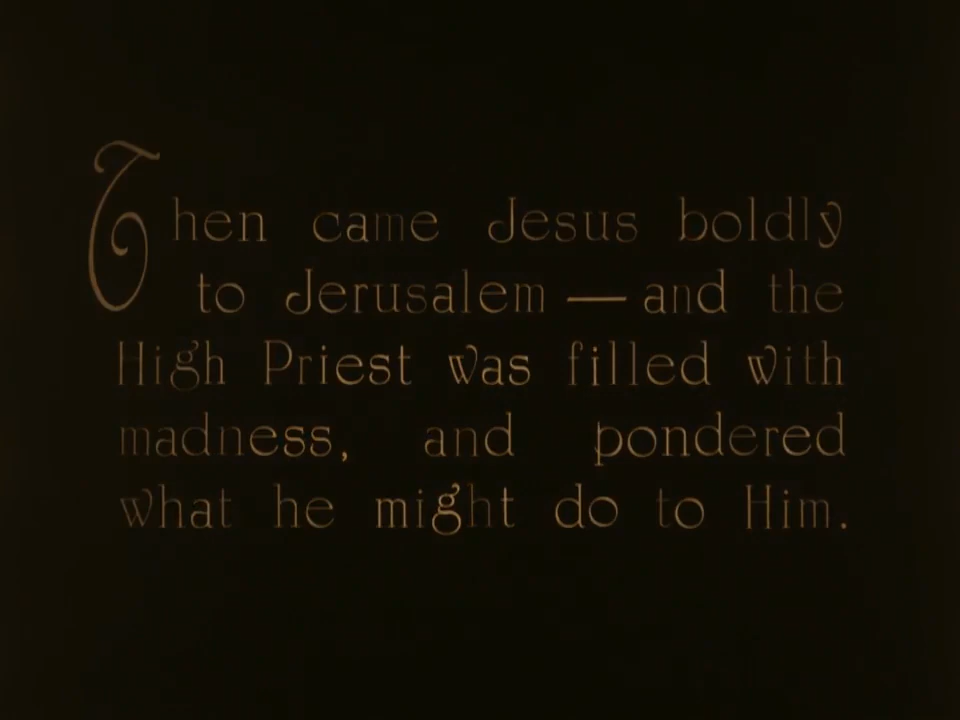 Then came Jesus boldly
to Jerusalem — and the
High Priest was filled with
madness, and pondered
what he might do to Him.